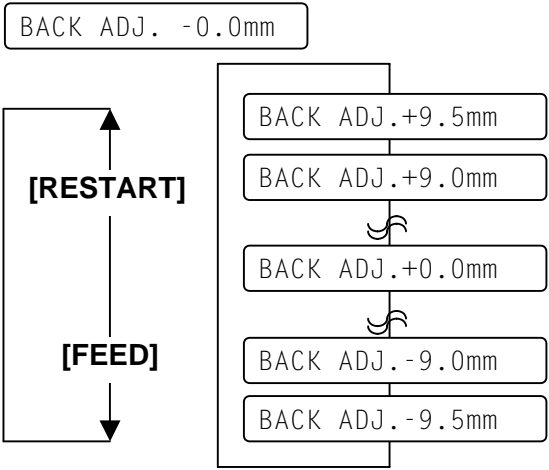 BACK ADJ. -0.0mm
BACK ADJ.+9.5mm
[RESTART]
BACK ADJ.+9.0mm
BACK ADJ.+0.0mm
[FEED]
BACK ADJ.-9.0mm
BACK ADJ.-9.5mm